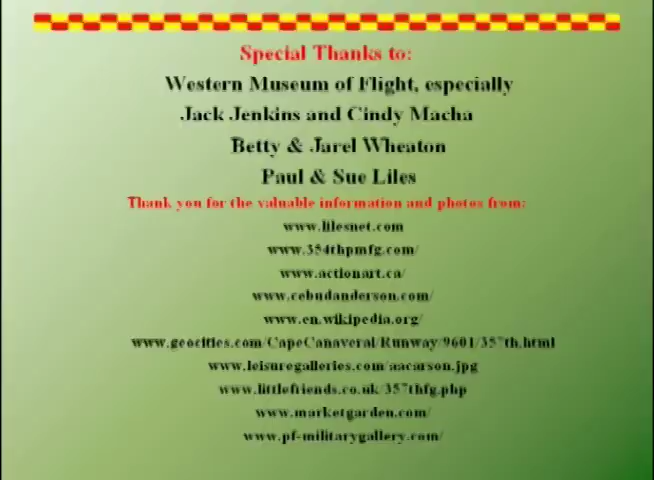 Special Thanks to:
Western Museum of Flight, especially
Jack Jenkins and Cindy Macha
Betty & Jarel Wheaton
Paul & Sue Liles
Thank you for the valuable information and photos from:
www.lilesnet.com
www.354thpmfg.com/
www.actionart.ca/
www.cebudanderson.com/
www.en.wikipedia.org/
www.geocities.com/CapeCanaveral/Runway/9601/357th.html
www.leisuregalleries.com/aacarson.jpg
www.littlefriends.co.uk/357thfg.php
www.marketgarden.com/
www.pf-militarygallery.com/